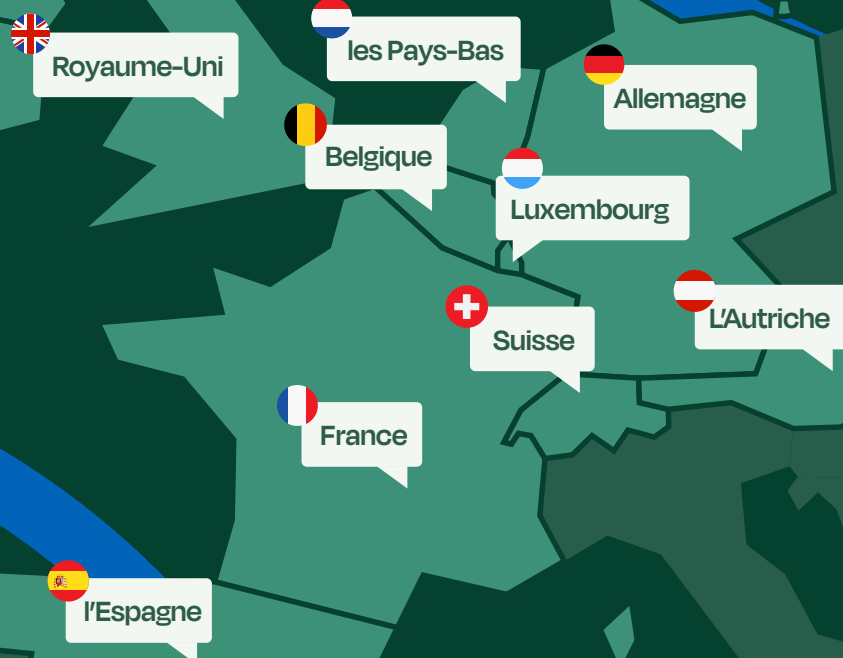 Royaume-Uni
les Pays-Bas
Allemagne
Belgique
Luxembourg
L'Autriche
Suisse
France
l'Espagne